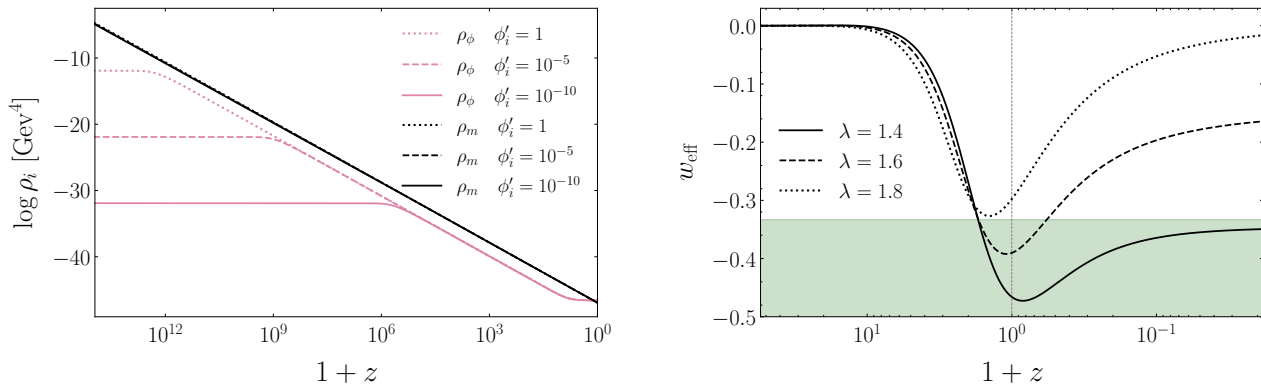 log ρ_i [Gev⁴]
−10
−20
−30
−40
10¹²
10⁹
10⁶
10³
10⁰
1 + z
ρ_ϕ ϕ′_i = 1
ρ_ϕ ϕ′_i = 10⁻⁵
ρ_ϕ ϕ′_i = 10⁻¹⁰
ρ_m ϕ′_i = 1
ρ_m ϕ′_i = 10⁻⁵
ρ_m ϕ′_i = 10⁻¹⁰
w_eff
0.0
−0.1
−0.2
−0.3
−0.4
−0.5
10¹
10⁰
10⁻¹
1 + z
λ = 1.4
λ = 1.6
λ = 1.8